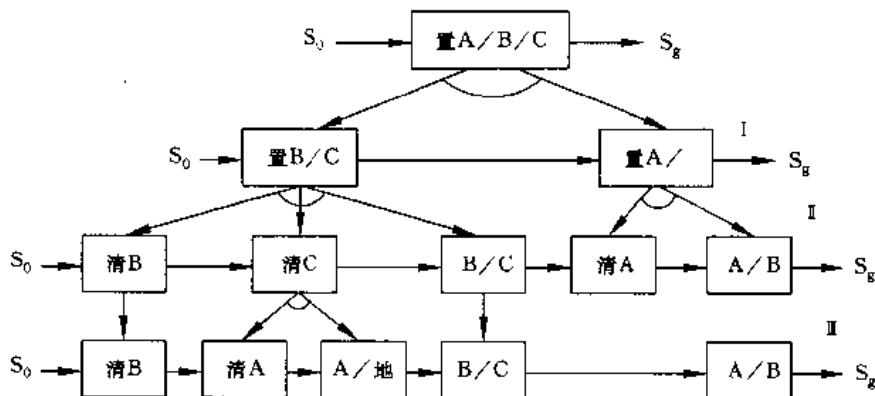 S₀ 置A/B/C Sg
I
S₀ 置B/C 置A/ Sg
II
S₀ 清B 清C B/C 清A A/B Sg
III
S₀ 清B 清A A/地 B/C A/B Sg